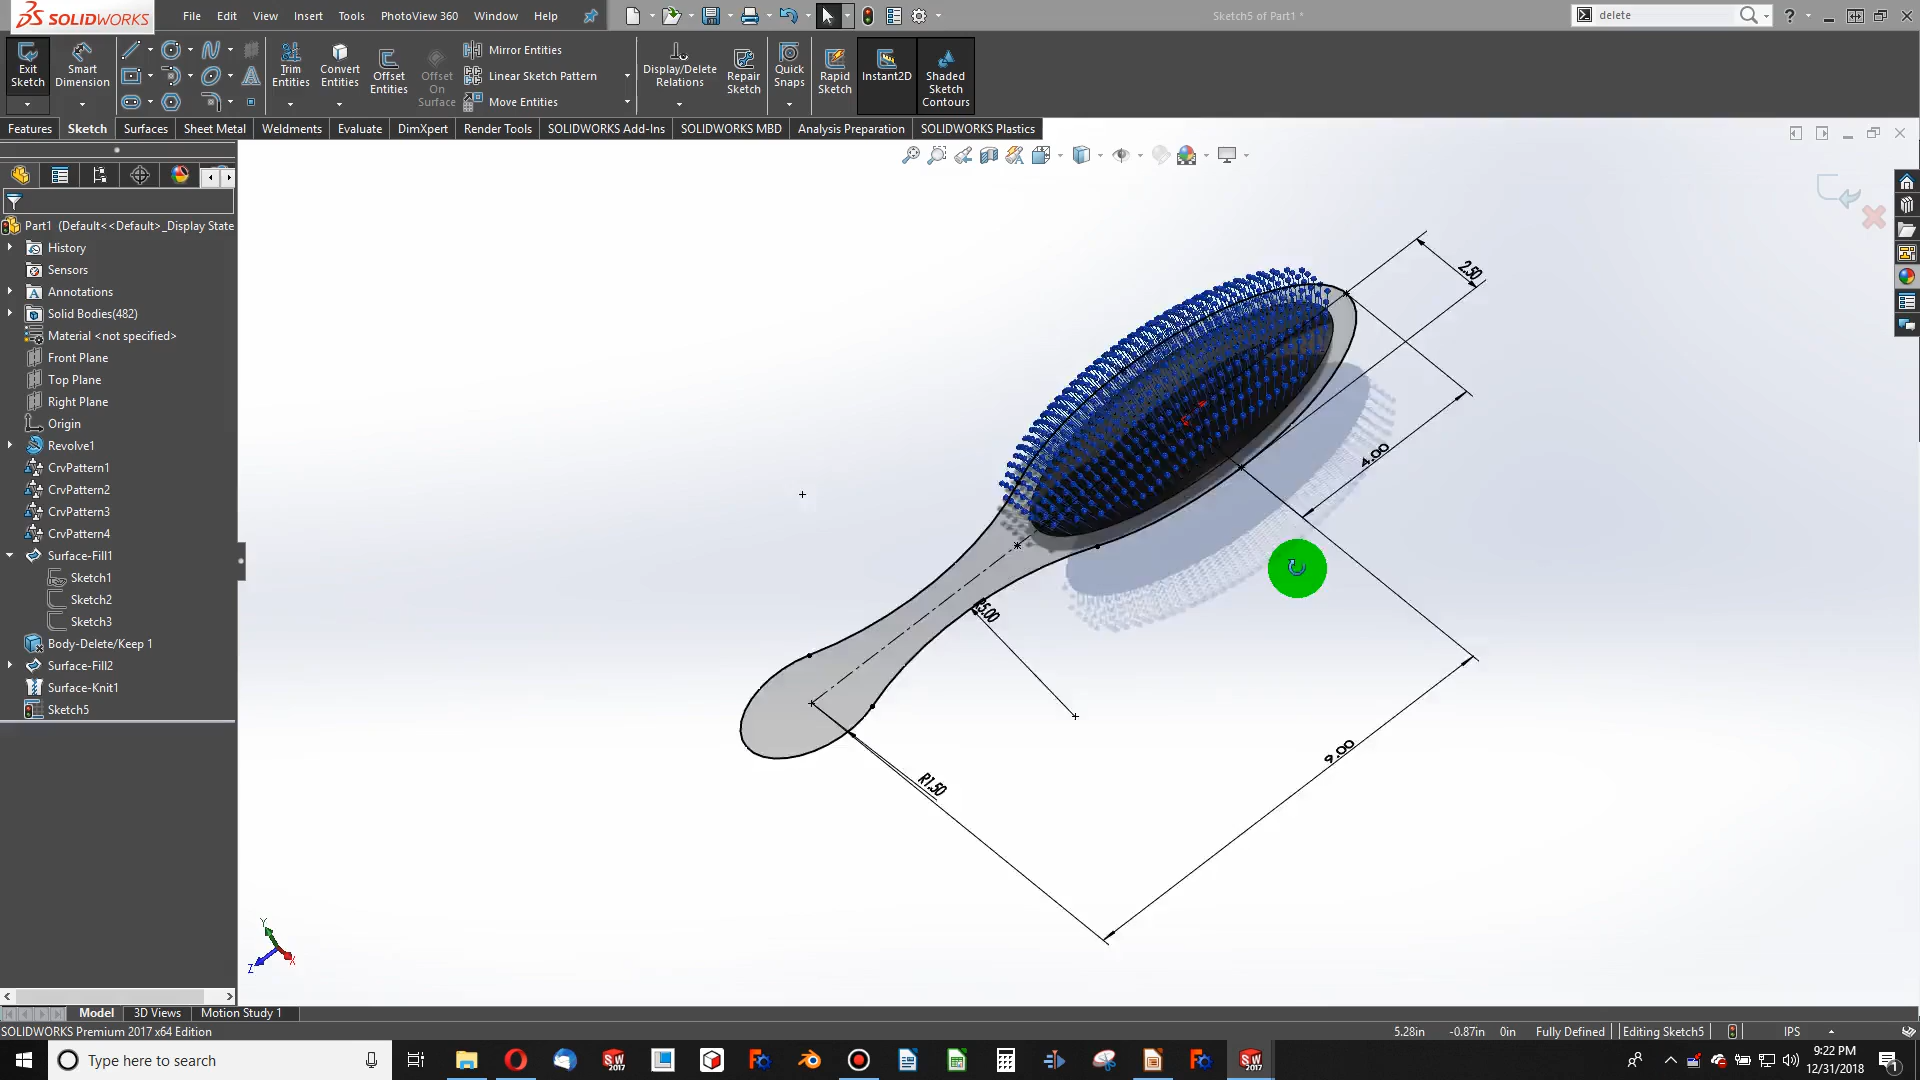 SOLIDWORKS File Edit View Insert Tools PhotoView 360 Window Help Sketch5 of Part1 * delete
Exit Sketch
Smart Dimension
Trim Entities
Convert Entities
Offset Entities
Offset On Surface
Mirror Entities
Linear Sketch Pattern
Move Entities
Display/Delete Relations
Repair Sketch
Quick Snaps
Rapid Sketch
Instant2D
Shaded Sketch Contours
Features Sketch Surfaces Sheet Metal Weldments Evaluate DimXpert Render Tools SOLIDWORKS Add-Ins SOLIDWORKS MBD Analysis Preparation SOLIDWORKS Plastics
Part1 (Default<<Default>_Display State
History
Sensors
Annotations
Solid Bodies(482)
Material <not specified>
Front Plane
Top Plane
Right Plane
Origin
Revolve1
CrvPattern1
CrvPattern2
CrvPattern3
CrvPattern4
Surface-Fill1
Sketch1
Sketch2
Sketch3
Body-Delete/Keep 1
Surface-Fill2
Surface-Knit1
Sketch5
2.50
4.00
R5.00
9.00
R1.50
Y
Z
X
Model 3D Views Motion Study 1
SOLIDWORKS Premium 2017 x64 Edition 5.28in -0.87in 0in Fully Defined Editing Sketch5 IPS
Type here to search
SW 2017
SW 2017
9:22 PM
12/31/2018
1